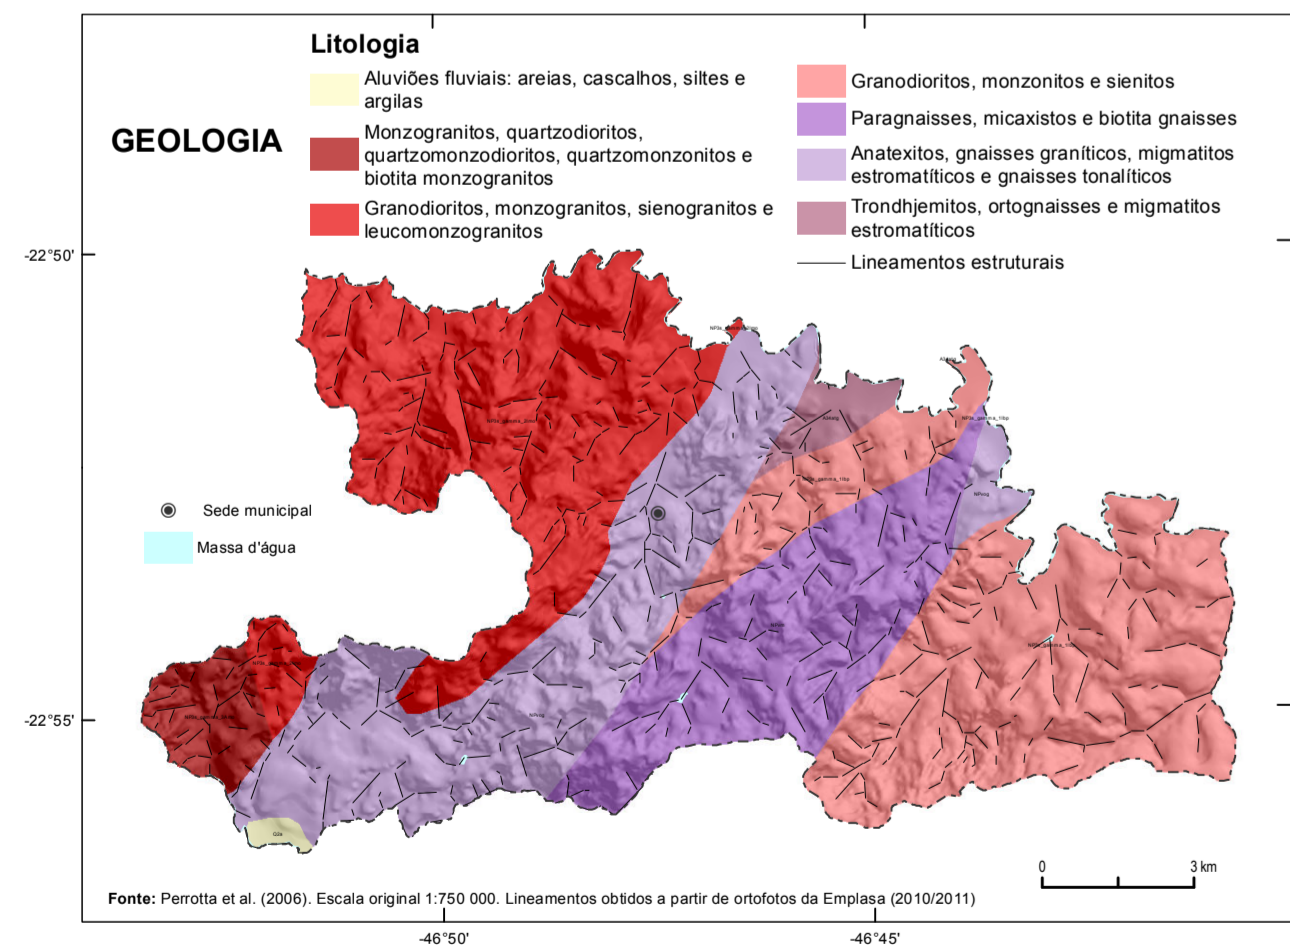 Litologia
Aluviões fluviais: areias, cascalhos, siltes e
argilas
GEOLOGIA
Monzogranitos, quartzodioritos,
quartzomonzodioritos, quartzomonzonitos e
biotita monzogranitos
Granodioritos, monzogranitos, sienogranitos e
leucomonzogranitos
Granodioritos, monzonitos e sienitos
Paragnaisses, micaxistos e biotita gnaisses
Anatexitos, gnaisses graníticos, migmatitos
estromatíticos e gnaisses tonalíticos
Trondhjemitos, ortognaisses e migmatitos
estromatíticos
Lineamentos estruturais
-22°50'
Sede municipal
Massa d'água
-22°55'
0 3 km
Fonte: Perrotta et al. (2006). Escala original 1:750 000. Lineamentos obtidos a partir de ortofotos da Emplasa (2010/2011)
-46°50'
-46°45'